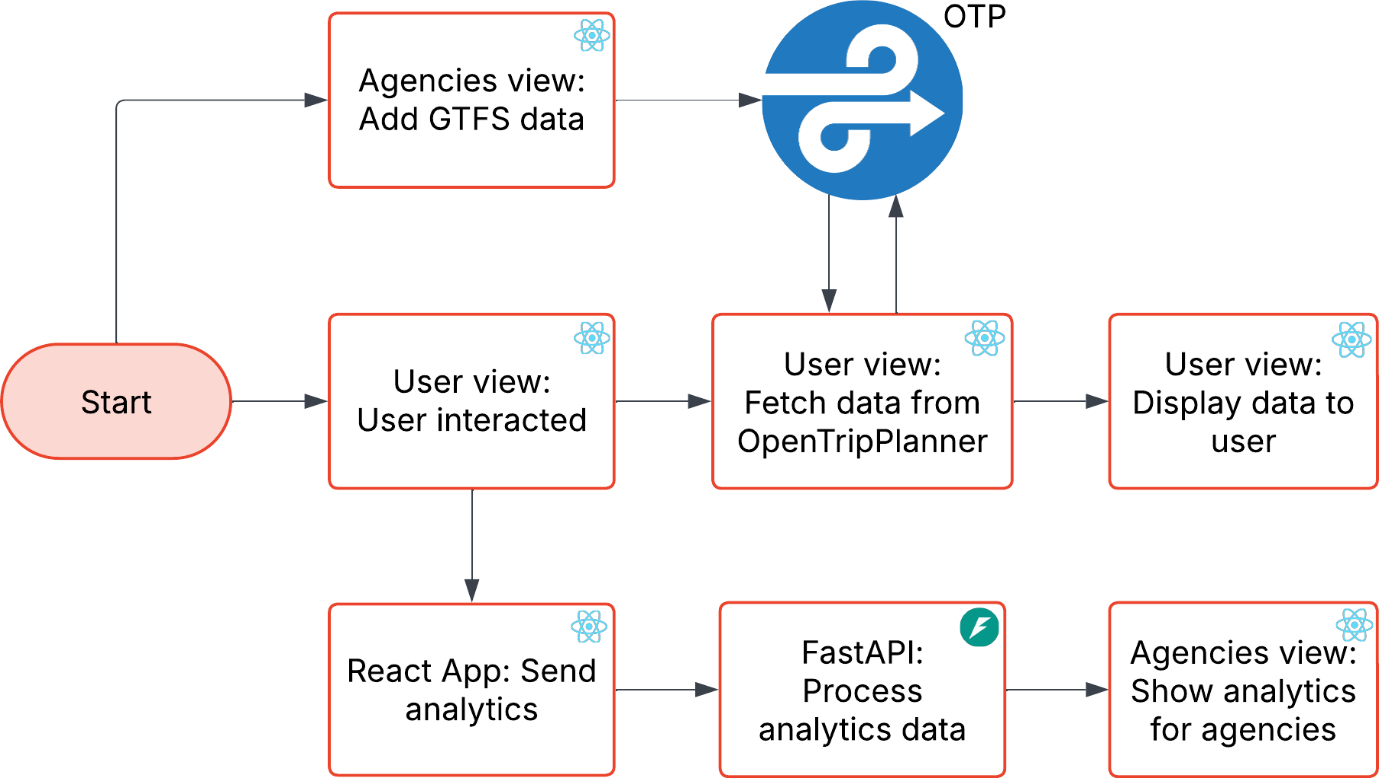 OTP
Agencies view:
Add GTFS data
Start
User view:
User interacted
User view:
Fetch data from
OpenTripPlanner
User view:
Display data to
user
React App: Send
analytics
FastAPI:
Process
analytics data
Agencies view:
Show analytics
for agencies